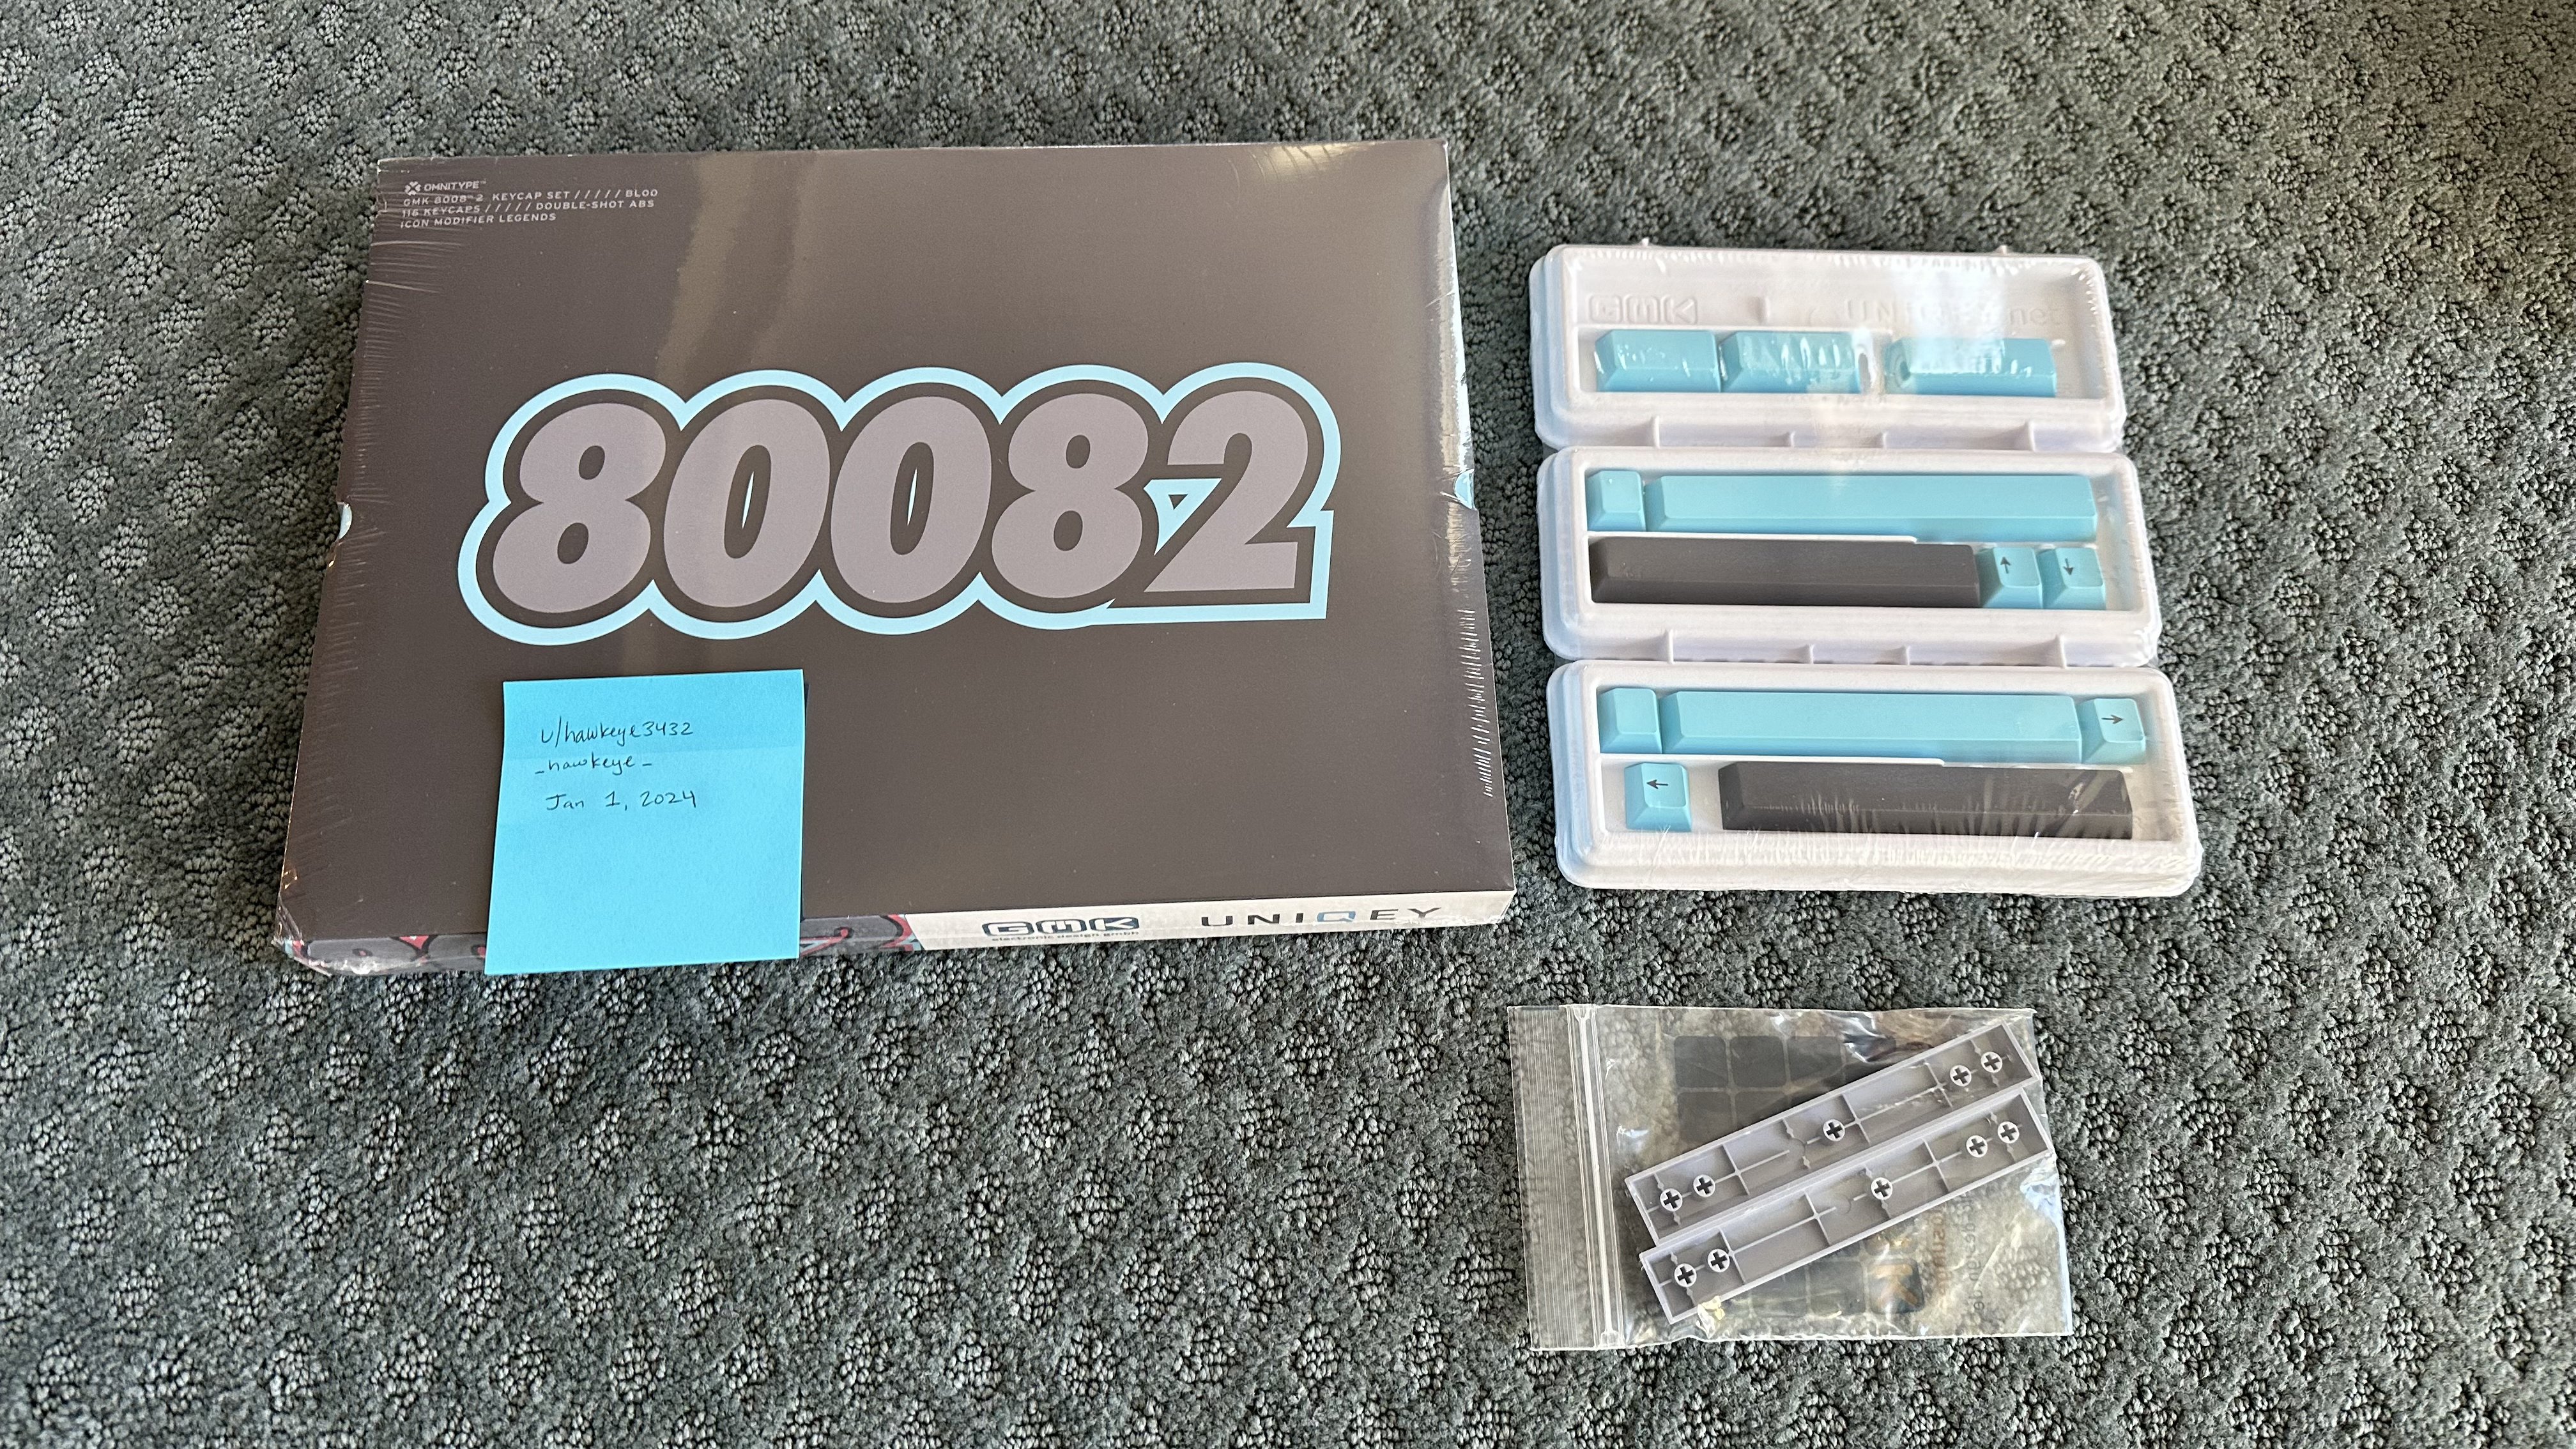 OMNITYPE™
GMK 8008™ 2 KEYCAP SET ///// BLOO
116 KEYCAPS ///// DOUBLE-SHOT ABS
ICON MODIFIER LEGENDS
80082
u/hawkeye3432
_hawkeye_
Jan 1, 2024
GMK
electronic design gmbh
UNIQEY
GMK
↑ ↓
→
←